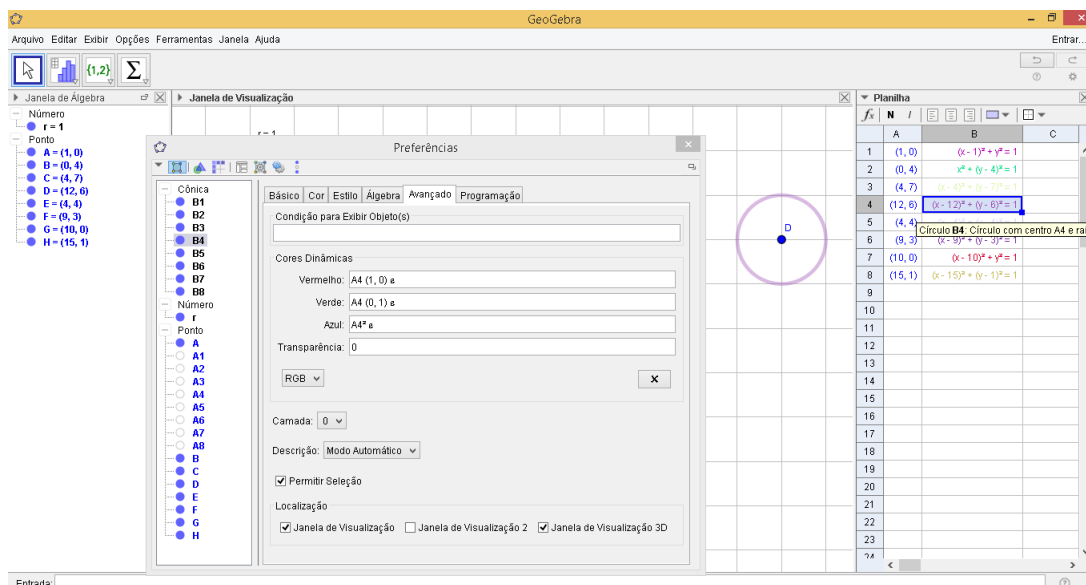 GeoGebra
Arquivo Editar Exibir Opções Ferramentas Janela Ajuda
Entrar...
{1,2}
Σ
Janela de Álgebra
Número
r = 1
Ponto
A = (1, 0)
B = (0, 4)
C = (4, 7)
D = (12, 6)
E = (4, 4)
F = (9, 3)
G = (10, 0)
H = (15, 1)
Janela de Visualização
r = 1
D
Preferências
Cônica
B1
B2
B3
B4
B5
B6
B7
B8
Número
r
Ponto
A
A1
A2
A3
A4
A5
A6
A7
A8
B
C
D
E
F
G
H
Básico Cor Estilo Álgebra Avançado Programação
Condição para Exibir Objeto(s)
Cores Dinâmicas
Vermelho: A4 (1, 0) ε
Verde: A4 (0, 1) ε
Azul: A4² ε
Transparência: 0
RGB
x
Camada: 0
Descrição: Modo Automático
Permitir Seleção
Localização
Janela de Visualização Janela de Visualização 2 Janela de Visualização 3D
Planilha
fx N I
A B C
1 (1, 0) (x - 1)² + y² = 1
2 (0, 4) x² + (y - 4)² = 1
3 (4, 7) (x - 4)² + (y - 7)² = 1
4 (12, 6) (x - 12)² + (y - 6)² = 1
5 (4, 4)
Círculo B4: Círculo com centro A4 e rai
6 (9, 3) (x - 9)² + (y - 3)² = 1
7 (10, 0) (x - 10)² + y² = 1
8 (15, 1) (x - 15)² + (y - 1)² = 1
9
10
11
12
13
14
15
16
17
18
19
20
21
22
23
24
Entrada: